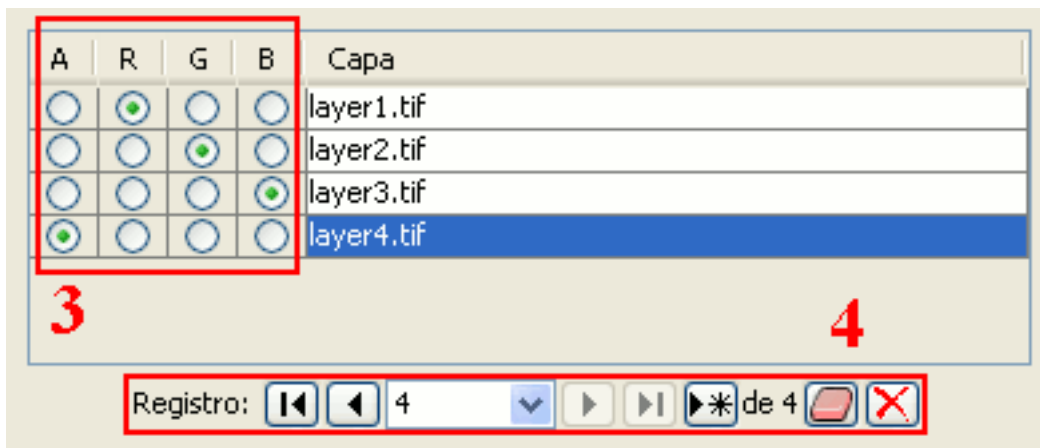 A R G B Capa
layer1.tif
layer2.tif
layer3.tif
layer4.tif
3
4
Registro: 4 de 4